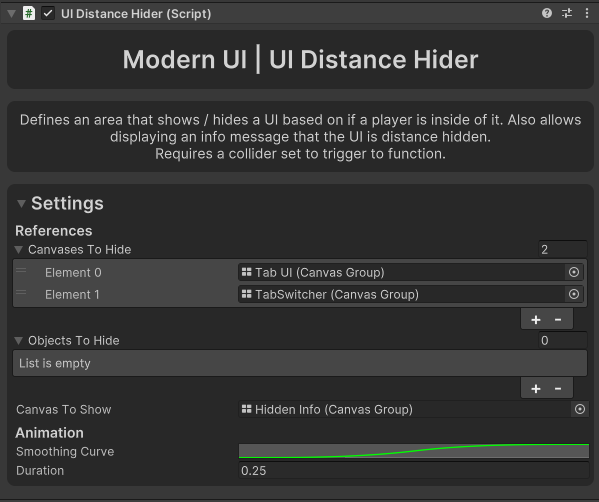 UI Distance Hider (Script)
Modern UI | UI Distance Hider
Defines an area that shows / hides a UI based on if a player is inside of it. Also allows
displaying an info message that the UI is distance hidden.
Requires a collider set to trigger to function.
Settings
References
Canvases To Hide 2
Element 0 Tab UI (Canvas Group)
Element 1 TabSwitcher (Canvas Group)
+ -
Objects To Hide 0
List is empty
+ -
Canvas To Show Hidden Info (Canvas Group)
Animation
Smoothing Curve
Duration 0.25